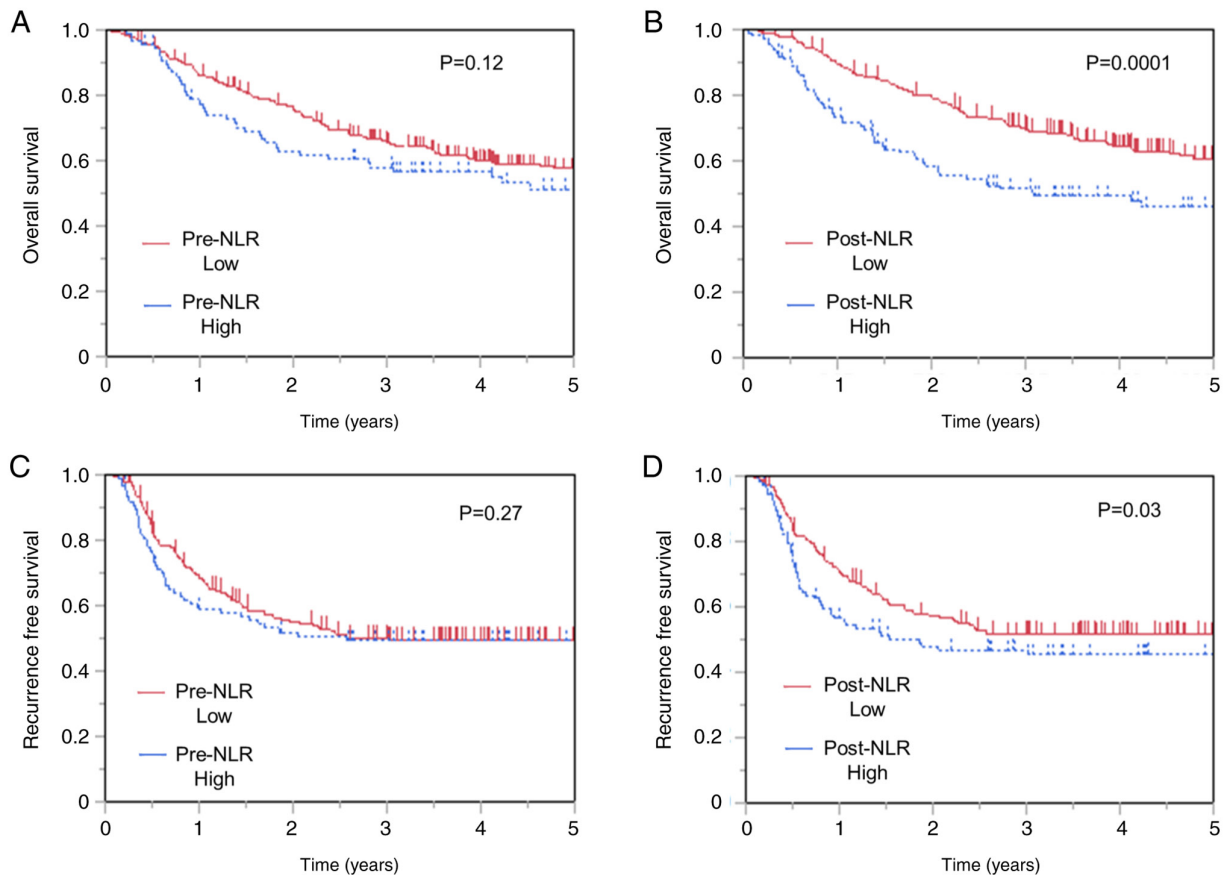 A
1.0
0.8
0.6
0.4
0.2
0
Overall survival
P=0.12
Pre-NLR
Low
Pre-NLR
High
0 1 2 3 4 5
Time (years)
B
1.0
0.8
0.6
0.4
0.2
0
Overall survival
P=0.0001
Post-NLR
Low
Post-NLR
High
0 1 2 3 4 5
Time (years)
C
1.0
0.8
0.6
0.4
0.2
0
Recurrence free survival
P=0.27
Pre-NLR
Low
Pre-NLR
High
0 1 2 3 4 5
Time (years)
D
1.0
0.8
0.6
0.4
0.2
0
Recurrence free survival
P=0.03
Post-NLR
Low
Post-NLR
High
0 1 2 3 4 5
Time (years)